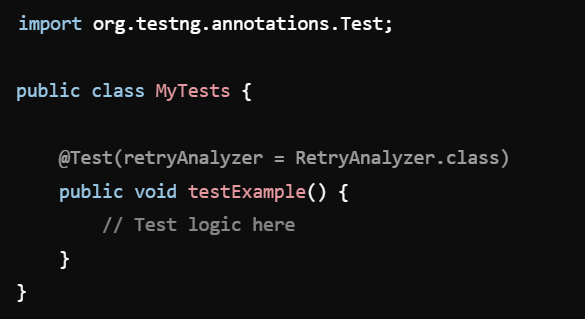 import org.testng.annotations.Test;
public class MyTests {
@Test(retryAnalyzer = RetryAnalyzer.class)
public void testExample() {
// Test logic here
}
}